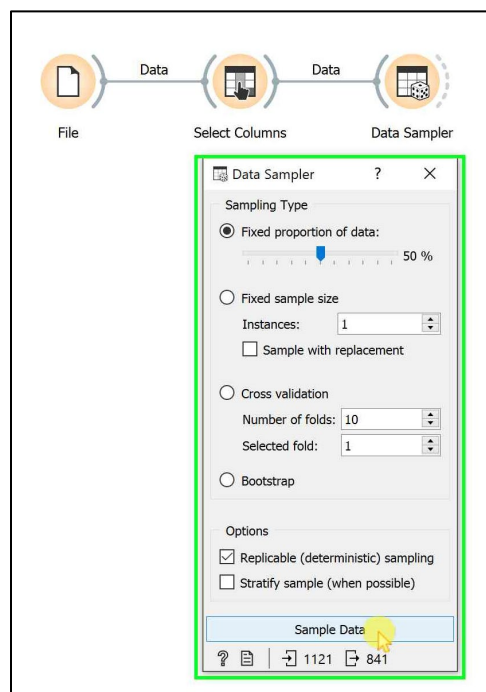 Data Data
File Select Columns Data Sampler
Data Sampler ? ×
Sampling Type
Fixed proportion of data:
50 %
Fixed sample size
Instances: 1
Sample with replacement
Cross validation
Number of folds: 10
Selected fold: 1
Bootstrap
Options
Replicable (deterministic) sampling
Stratify sample (when possible)
Sample Data
? 1121 841